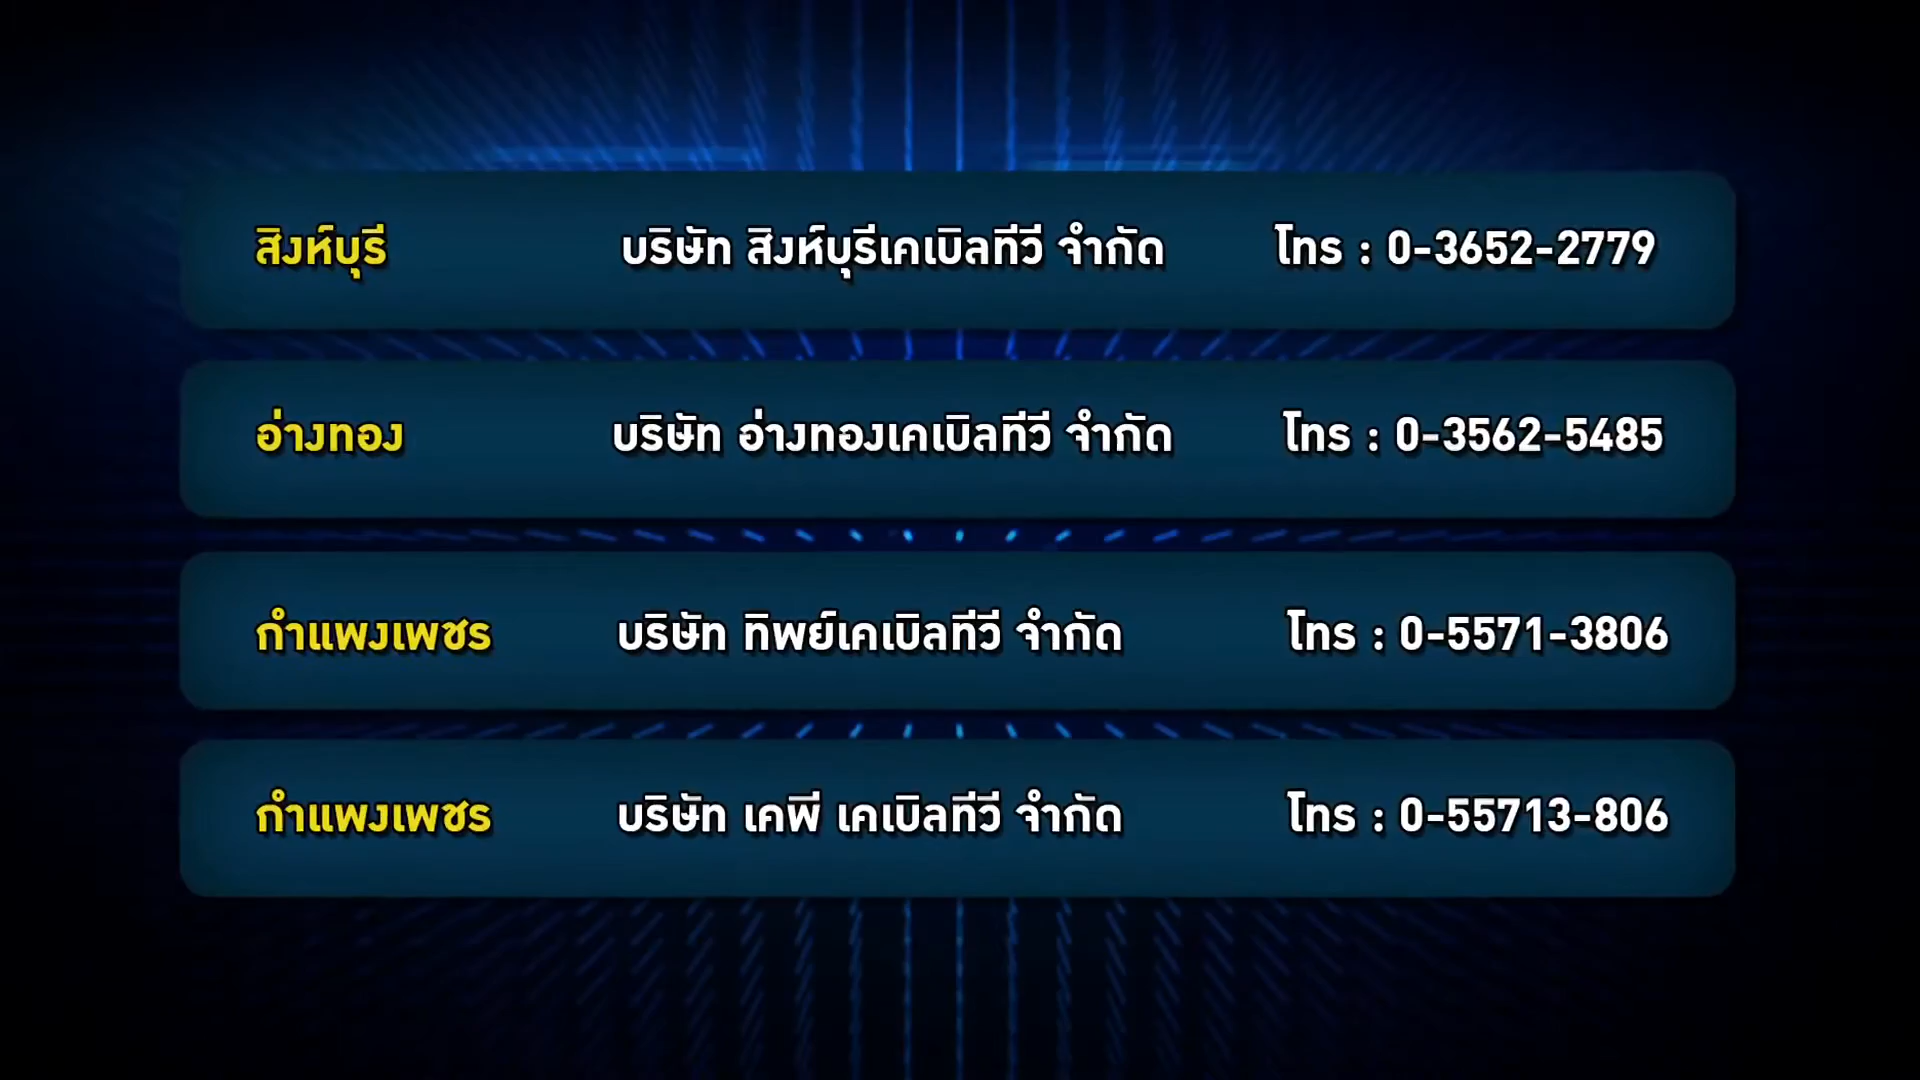 สิงห์บุรี บริษัท สิงห์บุรีเคเบิลทีวี จำกัด โทร : 0-3652-2779
อ่างทอง บริษัท อ่างทองเคเบิลทีวี จำกัด โทร : 0-3562-5485
กำแพงเพชร บริษัท ทิพย์เคเบิลทีวี จำกัด โทร : 0-5571-3806
กำแพงเพชร บริษัท เคพี เคเบิลทีวี จำกัด โทร : 0-55713-806